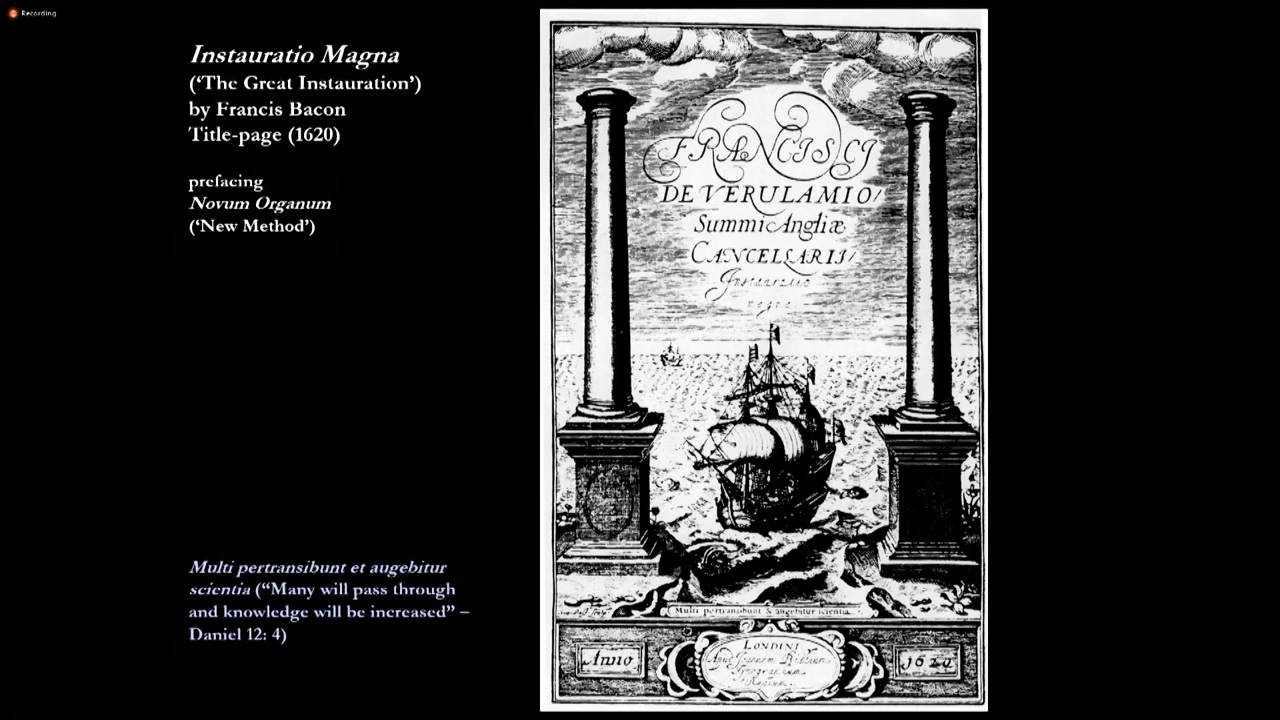 Recording
Instauratio Magna
(‘The Great Instauration’)
by Francis Bacon
Title-page (1620)
prefacing
Novum Organum
(‘New Method’)
Multi pertransibunt et augebitur
scientia (“Many will pass through
and knowledge will be increased” –
Daniel 12: 4)
FRANCISCI
DE VERULAMIO/
Summi Angliæ
CANCELLARII/
Instauratio
Multi pertransibunt & augebitur scientia
LONDINI
Anno
1620